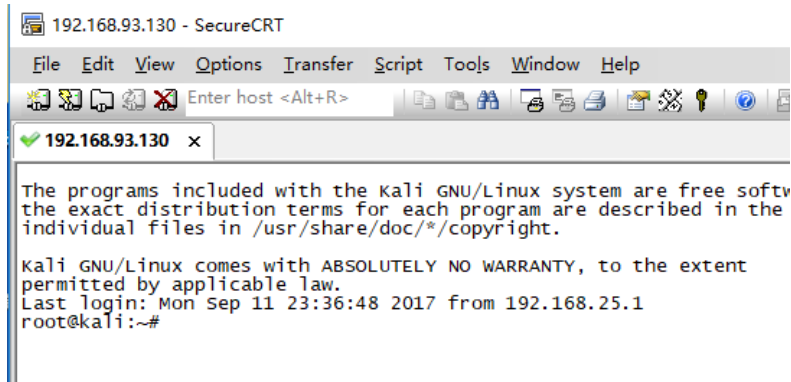 192.168.93.130 - SecureCRT
File Edit View Options Transfer Script Tools Window Help
Enter host <Alt+R>
192.168.93.130 x
The programs included with the Kali GNU/Linux system are free softw
the exact distribution terms for each program are described in the
individual files in /usr/share/doc/*/copyright.
Kali GNU/Linux comes with ABSOLUTELY NO WARRANTY, to the extent
permitted by applicable law.
Last login: Mon Sep 11 23:36:48 2017 from 192.168.25.1
root@kali:~#